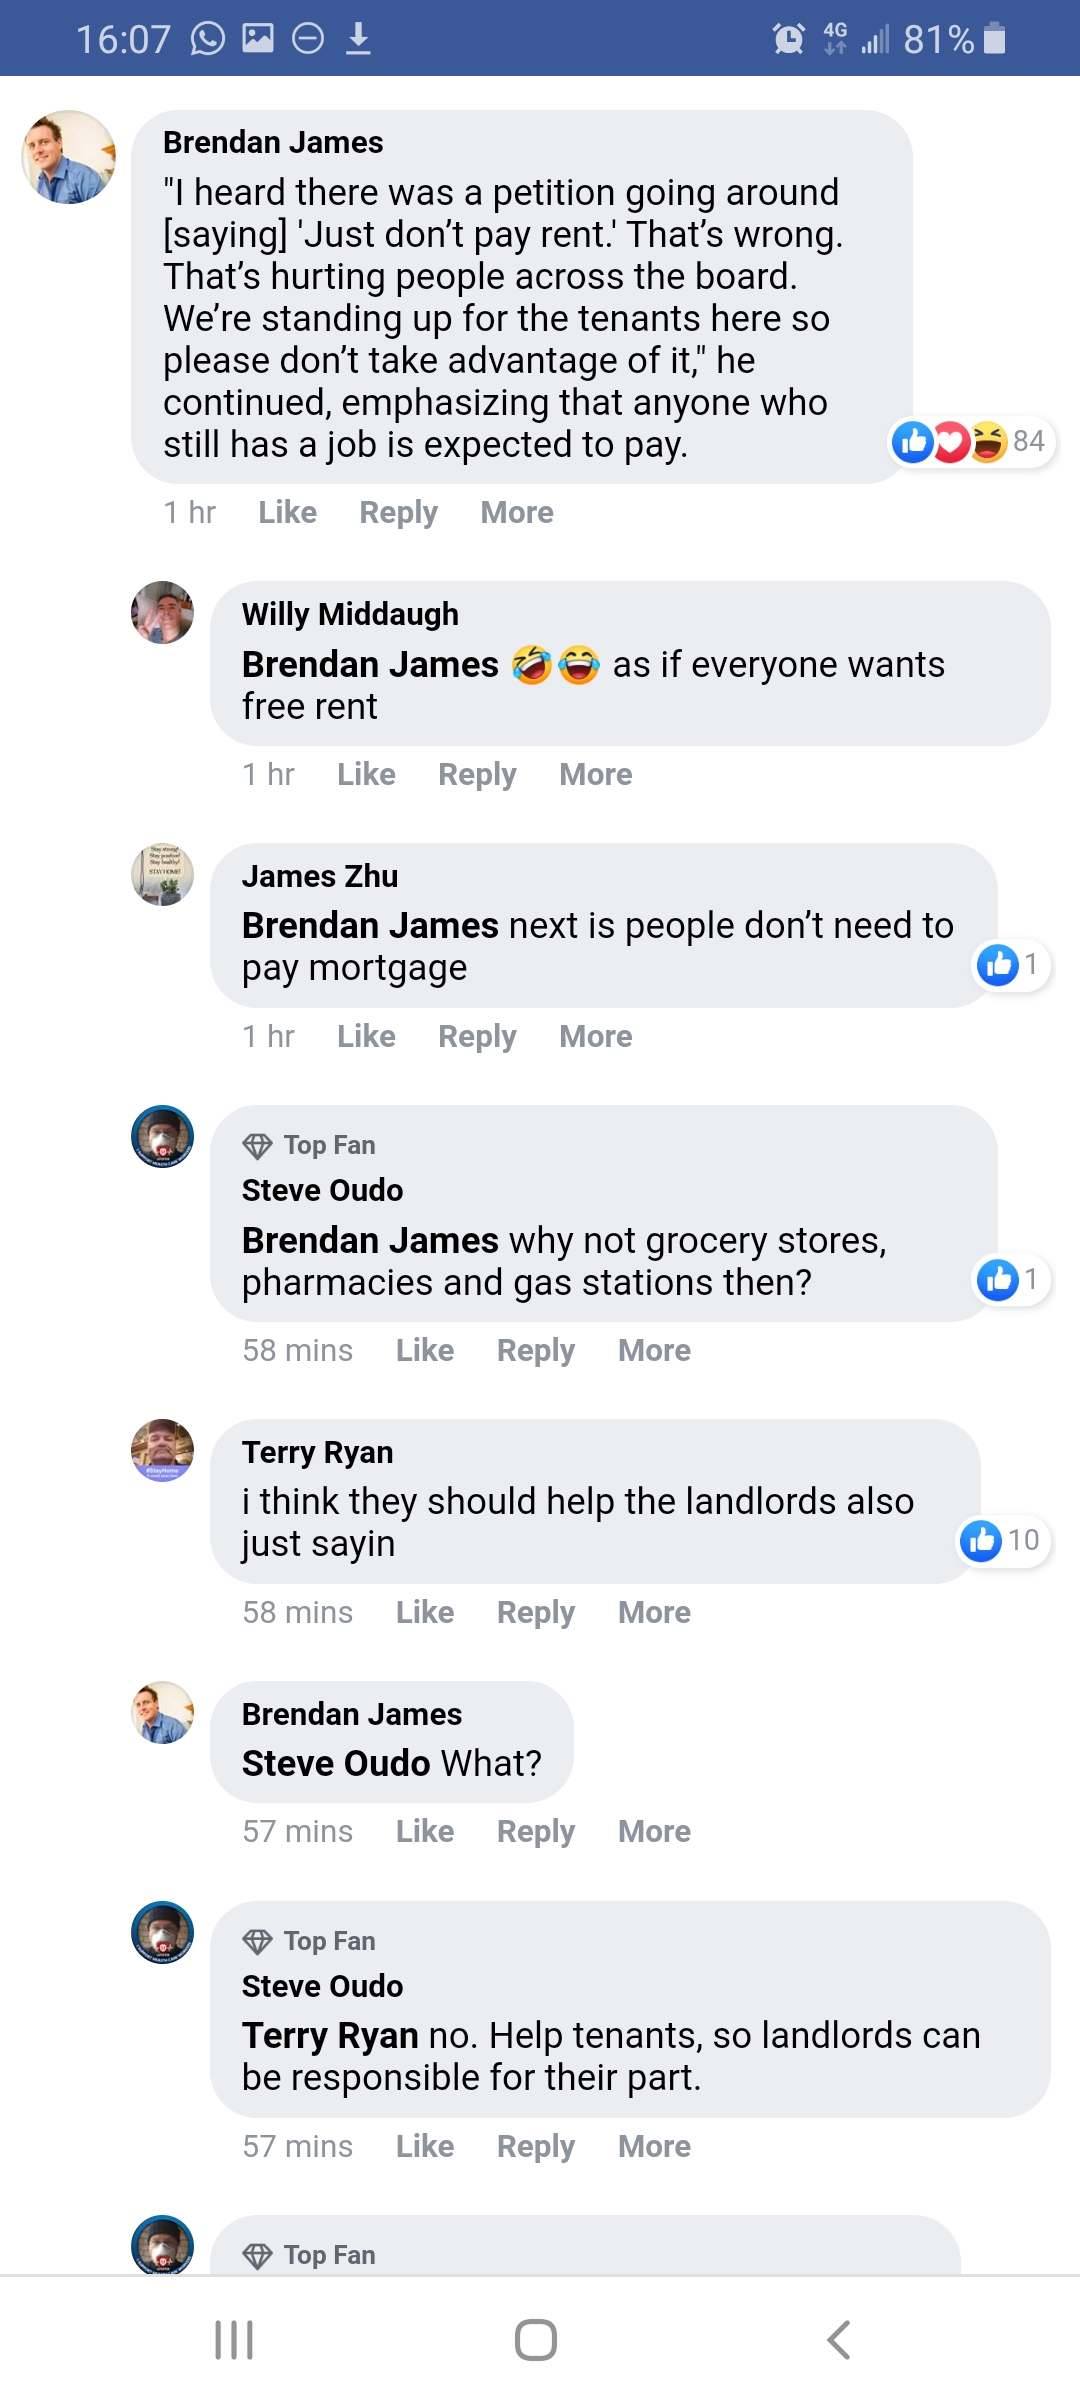 16:07 4G 81%
Brendan James
"I heard there was a petition going around
[saying] 'Just don’t pay rent.' That’s wrong.
That’s hurting people across the board.
We’re standing up for the tenants here so
please don’t take advantage of it," he
continued, emphasizing that anyone who
still has a job is expected to pay.
84
1 hr Like Reply More
Willy Middaugh
Brendan James 🤣😂 as if everyone wants
free rent
1 hr Like Reply More
James Zhu
Brendan James next is people don’t need to
pay mortgage
1
1 hr Like Reply More
Top Fan
Steve Oudo
Brendan James why not grocery stores,
pharmacies and gas stations then?
1
58 mins Like Reply More
Terry Ryan
i think they should help the landlords also
just sayin
10
58 mins Like Reply More
Brendan James
Steve Oudo What?
57 mins Like Reply More
Top Fan
Steve Oudo
Terry Ryan no. Help tenants, so landlords can
be responsible for their part.
57 mins Like Reply More
Top Fan